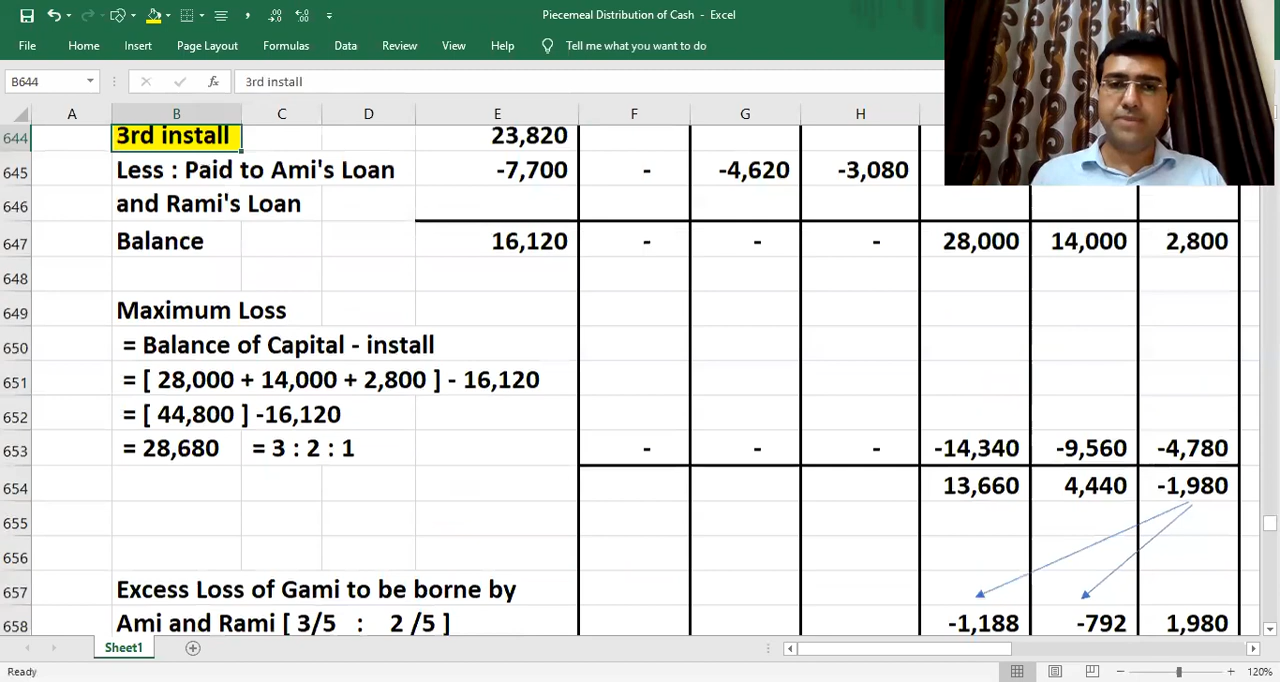 Piecemeal Distribution of Cash - Excel
File Home Insert Page Layout Formulas Data Review View Help Tell me what you want to do
B644 fx 3rd install
A B C D E F G H
644 3rd install 23,820
645 Less : Paid to Ami's Loan -7,700 - -4,620 -3,080
646 and Rami's Loan
647 Balance 16,120 - - - 28,000 14,000 2,800
648
649 Maximum Loss
650 = Balance of Capital - install
651 = [ 28,000 + 14,000 + 2,800 ] - 16,120
652 = [ 44,800 ] -16,120
653 = 28,680 = 3 : 2 : 1 - - - -14,340 -9,560 -4,780
654 13,660 4,440 -1,980
655
656
657 Excess Loss of Gami to be borne by
658 Ami and Rami [ 3/5 : 2 /5 ] -1,188 -792 1,980
Sheet1
Ready 120%